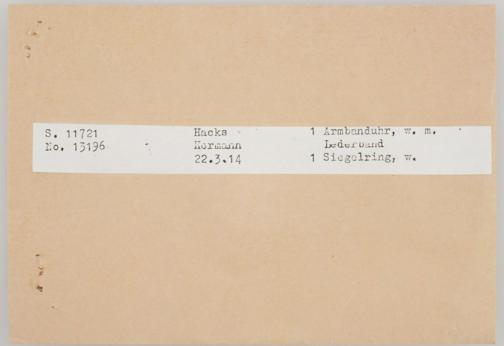 S. 11721 Hacks 1 Armbanduhr, w. m.
No. 13196 Hermann Lederband
22.3.14 1 Siegelring, w.